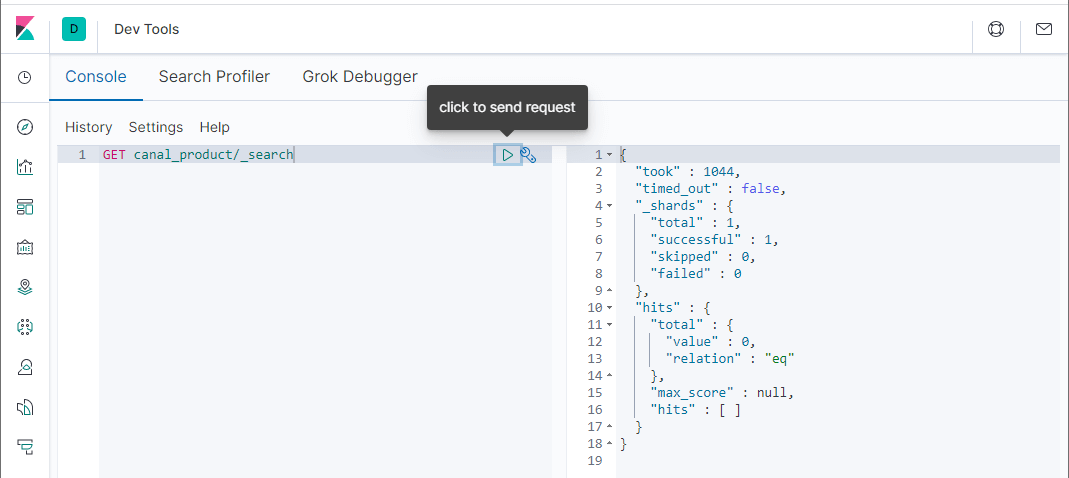 D Dev Tools
Console Search Profiler Grok Debugger
click to send request
History Settings Help
1 GET canal_product/_search
1 {
2 "took" : 1044,
3 "timed_out" : false,
4 "_shards" : {
5 "total" : 1,
6 "successful" : 1,
7 "skipped" : 0,
8 "failed" : 0
9 },
10 "hits" : {
11 "total" : {
12 "value" : 0,
13 "relation" : "eq"
14 },
15 "max_score" : null,
16 "hits" : [ ]
17 }
18 }
19